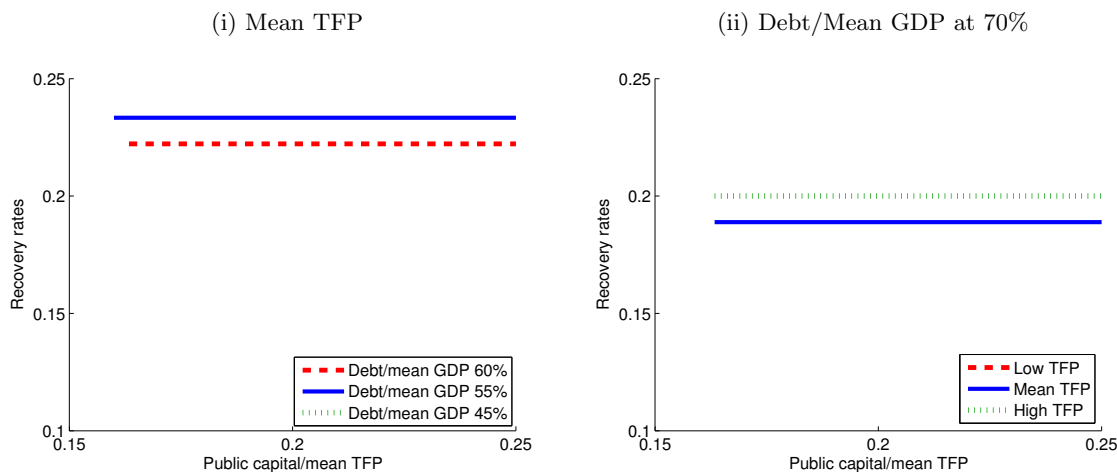 (i) Mean TFP
(ii) Debt/Mean GDP at 70%
0.25
0.2
0.15
0.1
Recovery rates
Debt/mean GDP 60%
Debt/mean GDP 55%
Debt/mean GDP 45%
0.15
0.2
0.25
Public capital/mean TFP
0.25
0.2
0.15
0.1
Recovery rates
Low TFP
Mean TFP
High TFP
0.15
0.2
0.25
Public capital/mean TFP